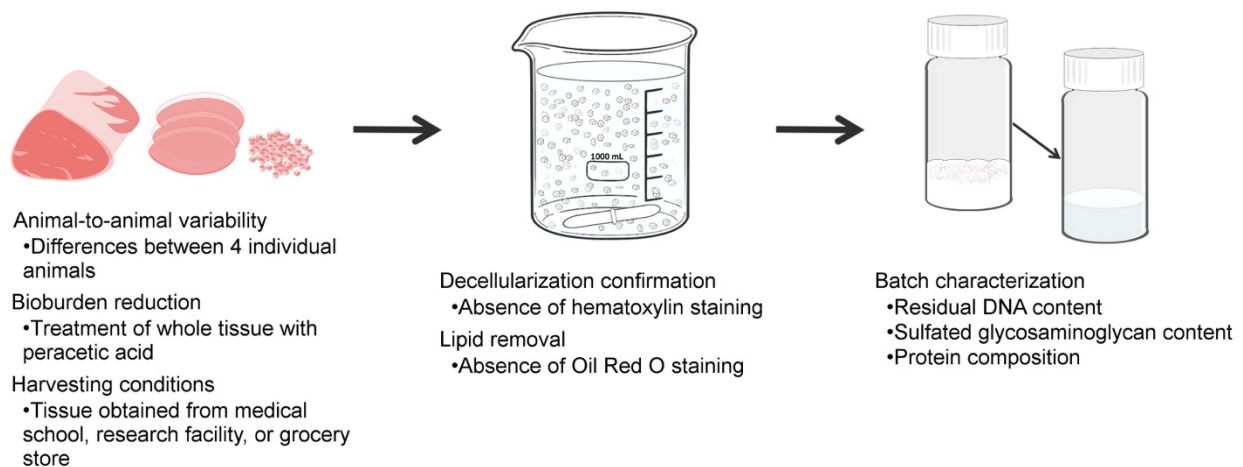 Animal-to-animal variability
•Differences between 4 individual
animals
Bioburden reduction
•Treatment of whole tissue with
peracetic acid
Harvesting conditions
•Tissue obtained from medical
school, research facility, or grocery
store
1000 mL
Decellularization confirmation
•Absence of hematoxylin staining
Lipid removal
•Absence of Oil Red O staining
Batch characterization
•Residual DNA content
•Sulfated glycosaminoglycan content
•Protein composition